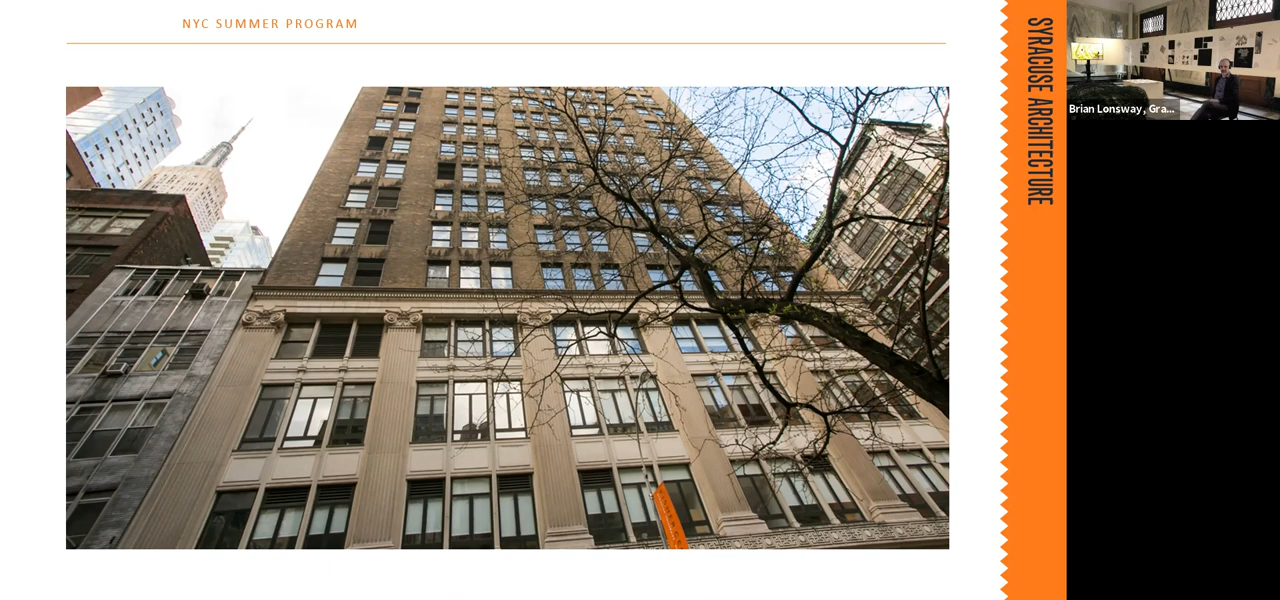 NYC SUMMER PROGRAM
SYRACUSE ARCHITECTURE
Brian Lonsway, Gra...